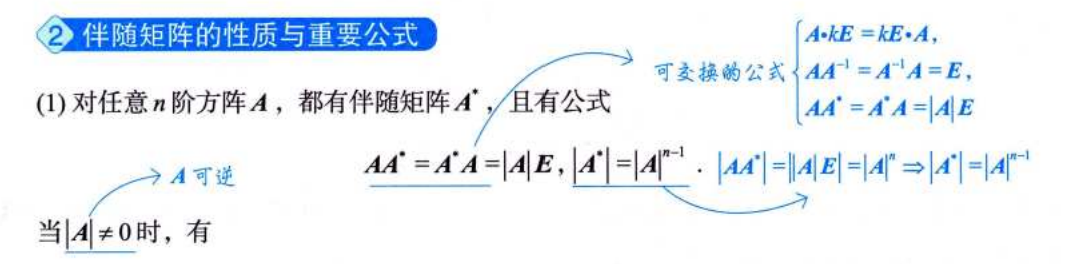 ② 伴随矩阵的性质与重要公式
可交换的公式 { A·kE = kE·A,
AA⁻¹ = A⁻¹A = E,
AA* = A*A = |A|E
(1) 对任意 n 阶方阵 A，都有伴随矩阵 A*，且有公式
AA* = A*A = |A|E, |A*| = |A|ⁿ⁻¹. |AA*| = ||A|E| = |A|ⁿ ⇒ |A*| = |A|ⁿ⁻¹
A 可逆
当|A| ≠ 0 时，有